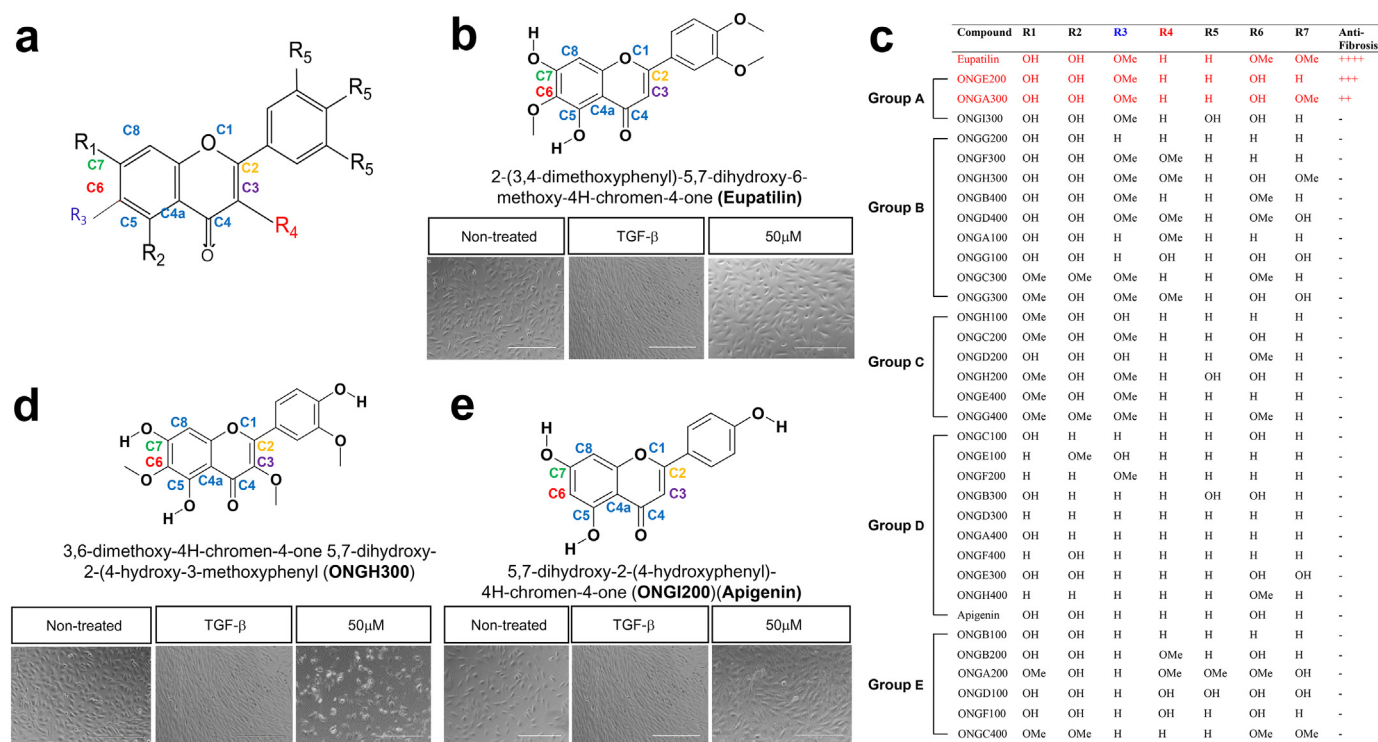 a
R5
R5
R5
R1
C8
O
C1
C7
C2
C6
C3
R3
C5
C4a
C4
R4
R2
O
b
H
O
O
O
C8
O
C1
C7
C2
C6
C3
O
C5
C4a
C4
O
O
H
2-(3,4-dimethoxyphenyl)-5,7-dihydroxy-6-
methoxy-4H-chromen-4-one (Eupatilin)
Non-treated TGF-β 50μM
c
Compound R1 R2 R3 R4 R5 R6 R7 Anti-
Fibrosis
Eupatilin OH OH OMe H H OMe OMe ++++
ONGE200 OH OH OMe H H OH H +++
Group A
ONGA300 OH OH OMe H H OH OMe ++
ONGI300 OH OH OMe H OH OH H -
ONGG200 OH OH H H H H H -
ONGF300 OH OH OMe OMe H H H -
ONGH300 OH OH OMe OMe H OH OMe -
ONGB400 OH OH OMe H H OMe H -
ONGD400 OH OH OMe OMe H OMe OH -
Group B
ONGA100 OH OH H OMe H H H -
ONGG100 OH OH H OH H OH OH -
ONGC300 OMe OMe OMe H H OMe H -
ONGG300 OMe OH OMe OMe H OH OH -
ONGH100 OMe OH OH H H H H -
ONGC200 OMe OH OMe H H OH H -
ONGD200 OH OH OH H H OMe H -
Group C
ONGH200 OMe OH OMe H OH OH H -
ONGE400 OMe OH OMe H H H H -
ONGG400 OMe OMe OMe H H OMe H -
ONGC100 OH H H H H OH H -
ONGE100 H OMe OH H H H H -
ONGF200 H H OMe H H H H -
ONGB300 OH H H H OH OH H -
ONGD300 H H H H H H H -
Group D
ONGA400 OH H H H H H H -
ONGF400 H OH H H H H H -
ONGE300 OH OH H H H OH OH -
ONGH400 H H H H H OMe H -
Apigenin OH OH H H H OH H -
ONGB100 OH OH H H H H H -
ONGB200 OH OH H OMe H OH H -
ONGA200 OMe OH H OMe OMe OMe OH -
Group E
ONGD100 OH OH H OH OH OH OH -
ONGF100 OH OH H OH H OH H -
ONGC400 OMe OMe H H H OMe OMe -
d
O
H
H
O
C8
O
C1
O
C7
C2
C6
C3
O
C5
C4a
C4
O
O
O
H
3,6-dimethoxy-4H-chromen-4-one 5,7-dihydroxy-
2-(4-hydroxy-3-methoxyphenyl (ONGH300)
Non-treated TGF-β 50μM
e
O
H
H
O
C8
O
C1
C7
C2
C6
C3
C5
C4a
C4
H
O
O
5,7-dihydroxy-2-(4-hydroxyphenyl)-
4H-chromen-4-one (ONGI200)(Apigenin)
Non-treated TGF-β 50μM